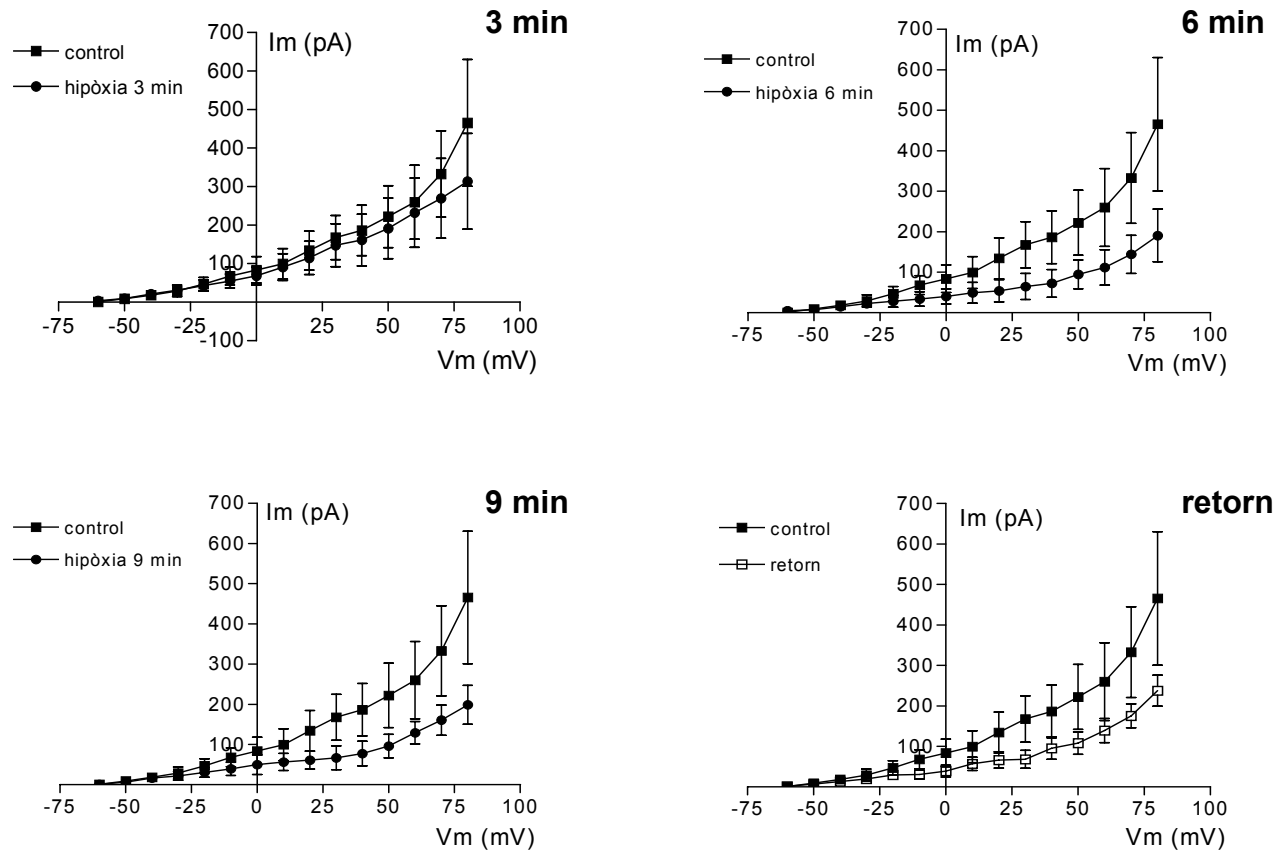 3 min
Im (pA)
control
hipòxia 3 min
700
600
500
400
300
200
100
-100
-75 -50 -25 25 50 75 100
Vm (mV)
6 min
Im (pA)
control
hipòxia 6 min
700
600
500
400
300
200
100
-75 -50 -25 0 25 50 75 100
Vm (mV)
9 min
Im (pA)
control
hipòxia 9 min
700
600
500
400
300
200
100
-75 -50 -25 0 25 50 75 100
Vm (mV)
retorn
Im (pA)
control
retorn
700
600
500
400
300
200
100
-75 -50 -25 0 25 50 75 100
Vm (mV)